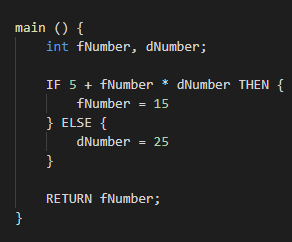 main () {
    int fNumber, dNumber;

    IF 5 + fNumber * dNumber THEN {
        fNumber = 15
    } ELSE {
        dNumber = 25
    }

    RETURN fNumber;
}